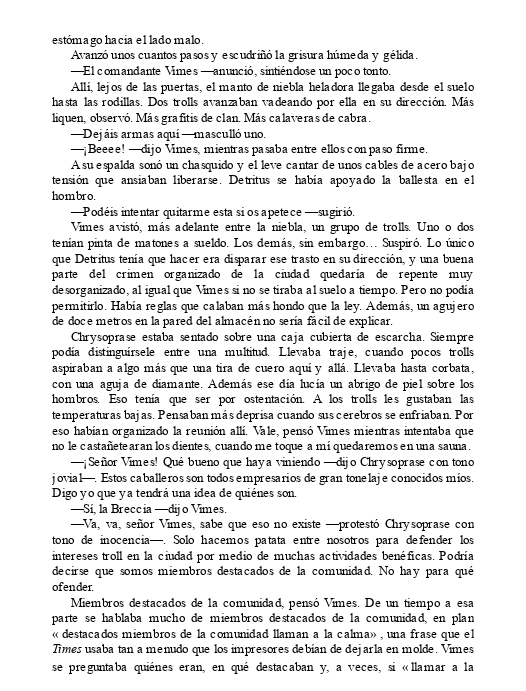 estómago hacia el lado malo.
Avanzó unos cuantos pasos y escudriñó la grisura húmeda y gélida.
—El comandante Vimes —anunció, sintiéndose un poco tonto.
Allí, lejos de las puertas, el manto de niebla heladora llegaba desde el suelo
hasta las rodillas. Dos trolls avanzaban vadeando por ella en su dirección. Más
liquen, observó. Más grafitis de clan. Más calaveras de cabra.
—Dejáis armas aquí —masculló uno.
—¡Beeee! —dijo Vimes, mientras pasaba entre ellos con paso firme.
A su espalda sonó un chasquido y el leve cantar de unos cables de acero bajo
tensión que ansiaban liberarse. Detritus se había apoyado la ballesta en el
hombro.
—Podéis intentar quitarme esta si os apetece —sugirió.
Vimes avistó, más adelante entre la niebla, un grupo de trolls. Uno o dos
tenían pinta de matones a sueldo. Los demás, sin embargo… Suspiró. Lo único
que Detritus tenía que hacer era disparar ese trasto en su dirección, y una buena
parte del crimen organizado de la ciudad quedaría de repente muy
desorganizado, al igual que Vimes si no se tiraba al suelo a tiempo. Pero no podía
permitirlo. Había reglas que calaban más hondo que la ley. Además, un agujero
de doce metros en la pared del almacén no sería fácil de explicar.
Chrysoprase estaba sentado sobre una caja cubierta de escarcha. Siempre
podía distinguírsele entre una multitud. Llevaba traje, cuando pocos trolls
aspiraban a algo más que una tira de cuero aquí y allá. Llevaba hasta corbata,
con una aguja de diamante. Además ese día lucía un abrigo de piel sobre los
hombros. Eso tenía que ser por ostentación. A los trolls les gustaban las
temperaturas bajas. Pensaban más deprisa cuando sus cerebros se enfriaban. Por
eso habían organizado la reunión allí. Vale, pensó Vimes mientras intentaba que
no le castañetearan los dientes, cuando me toque a mí quedaremos en una sauna.
—¡Señor Vimes! Qué bueno que haya viniendo —dijo Chrysoprase con tono
jovial—. Estos caballeros son todos empresarios de gran tonelaje conocidos míos.
Digo yo que ya tendrá una idea de quiénes son.
—Sí, la Breccia —dijo Vimes.
—Va, va, señor Vimes, sabe que eso no existe —protestó Chrysoprase con
tono de inocencia—. Solo hacemos patata entre nosotros para defender los
intereses troll en la ciudad por medio de muchas actividades benéficas. Podría
decirse que somos miembros destacados de la comunidad. No hay para qué
ofender.
Miembros destacados de la comunidad, pensó Vimes. De un tiempo a esa
parte se hablaba mucho de miembros destacados de la comunidad, en plan
«destacados miembros de la comunidad llaman a la calma», una frase que el
Times usaba tan a menudo que los impresores debían de dejarla en molde. Vimes
se preguntaba quiénes eran, en qué destacaban y, a veces, si «llamar a la